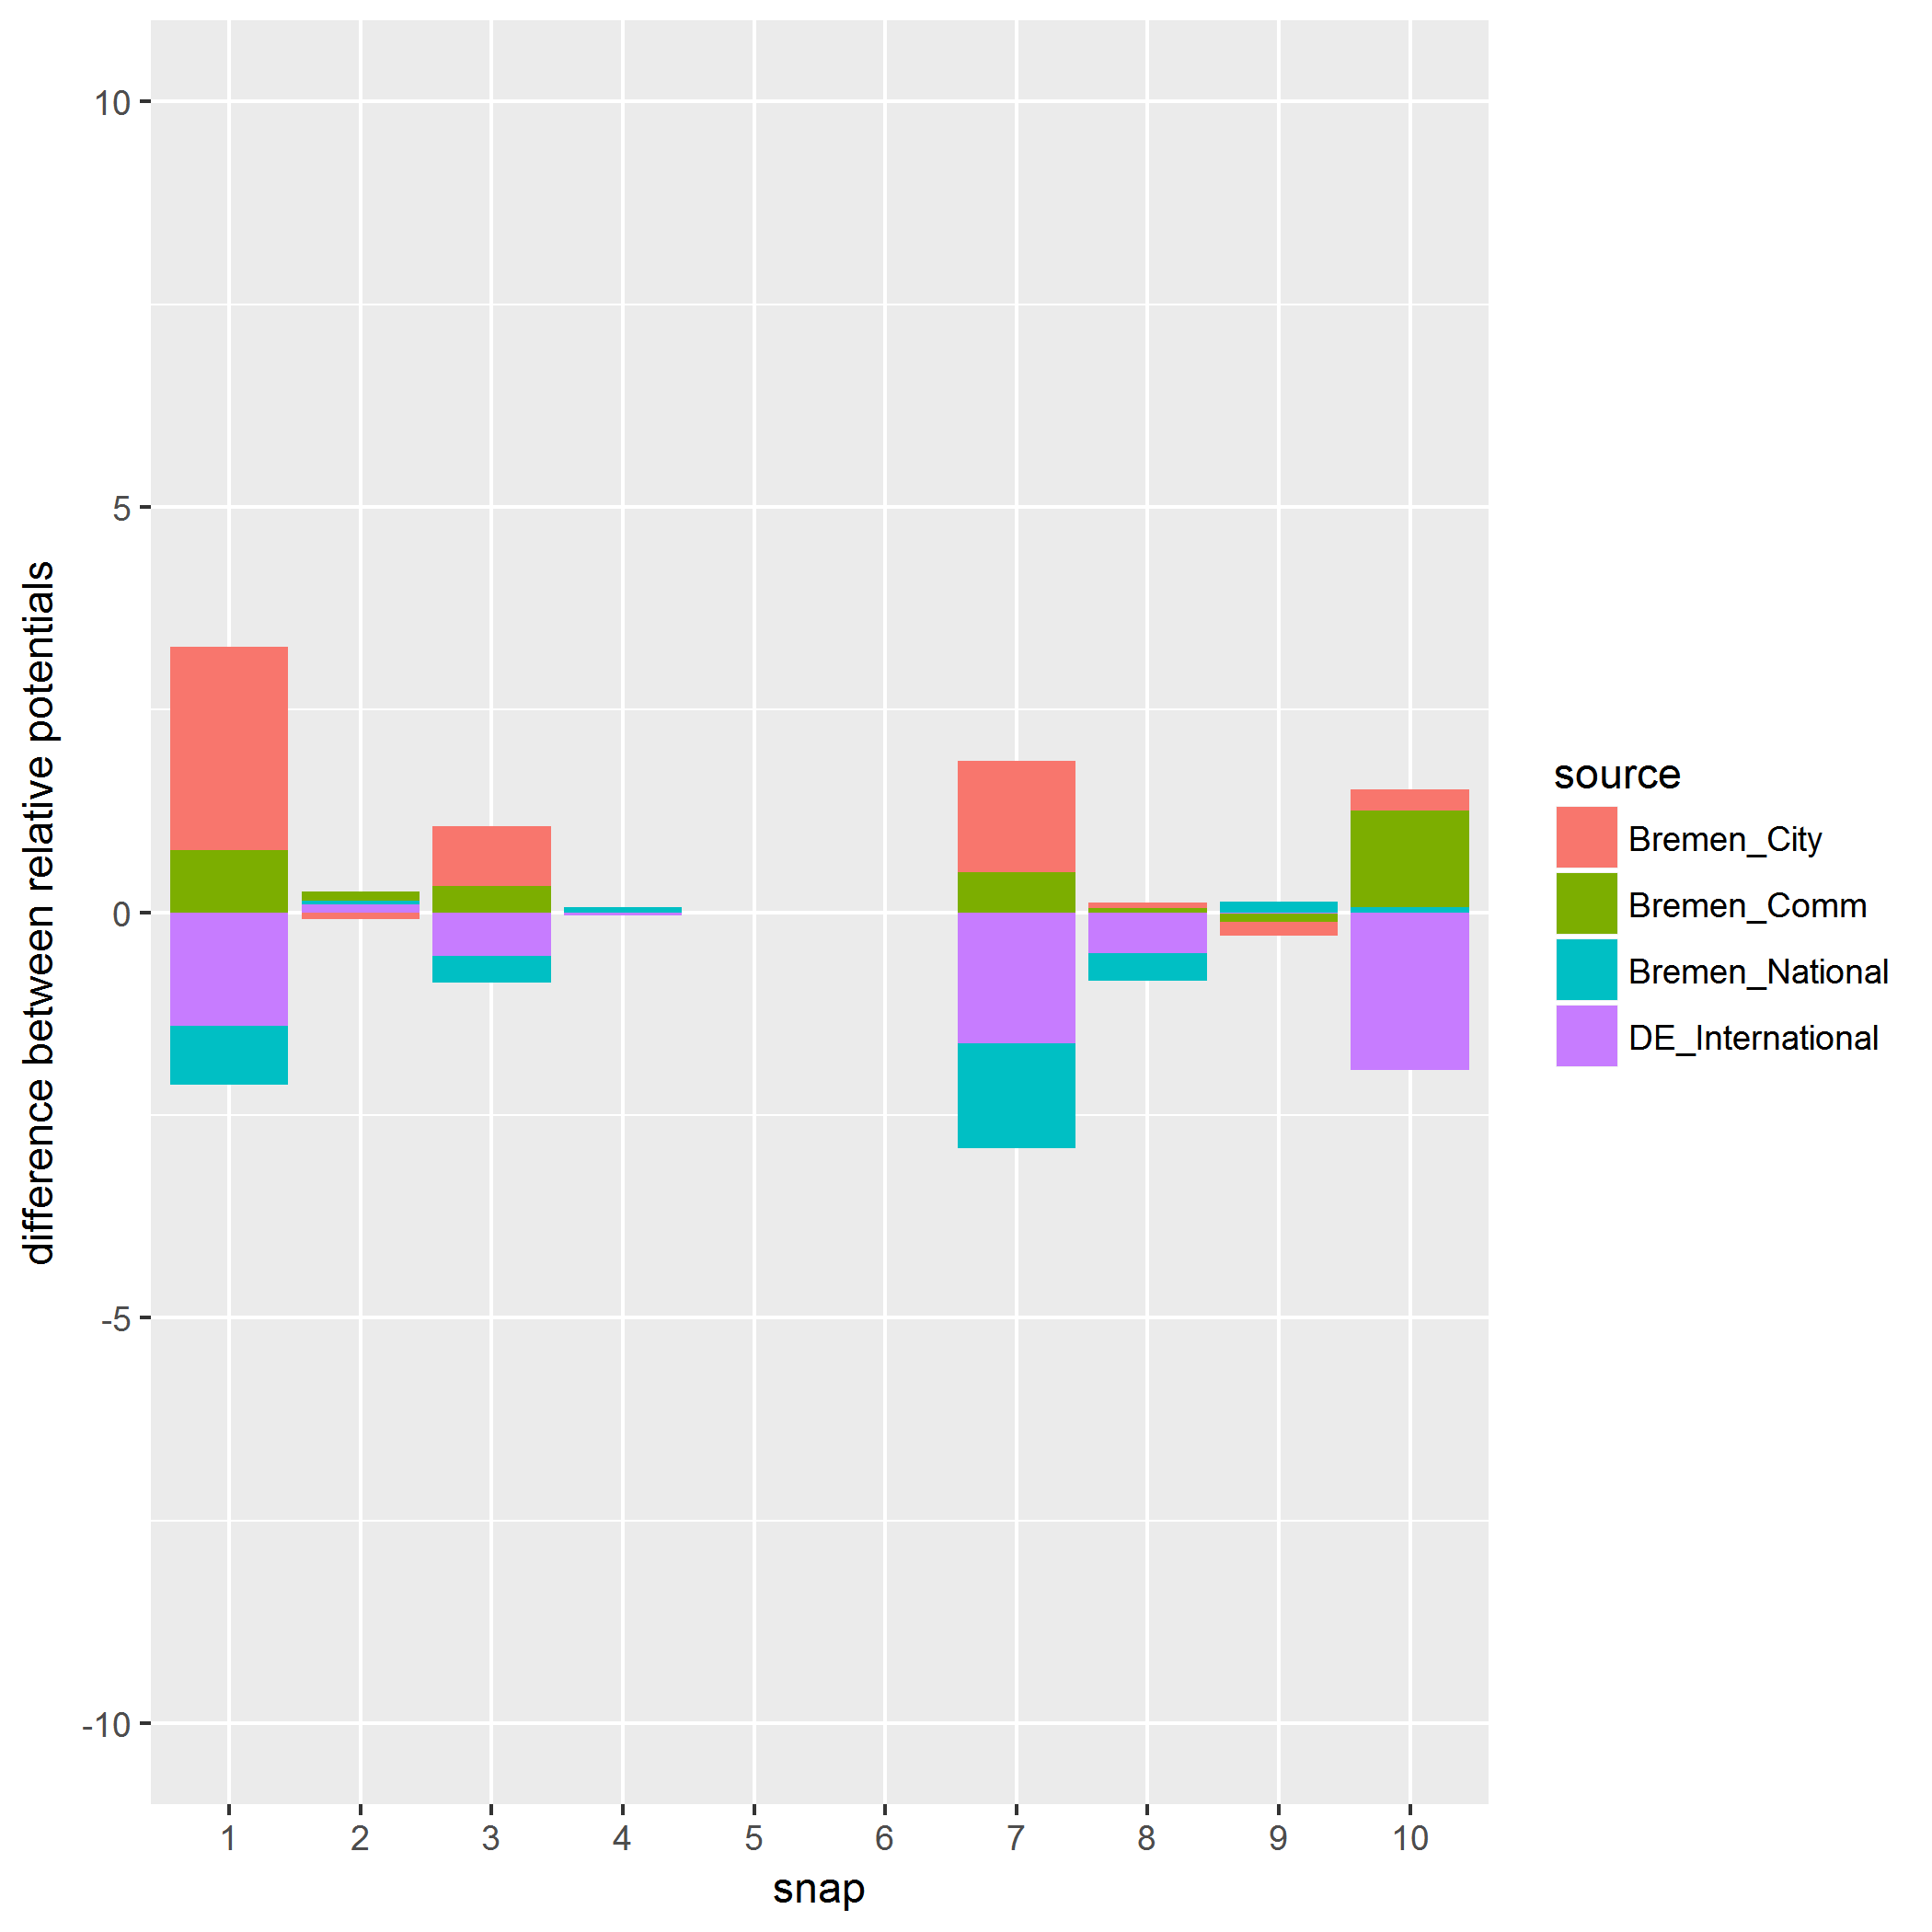 difference between relative potentials
10
5
0
-5
-10
1 2 3 4 5 6 7 8 9 10
snap
source
Bremen_City
Bremen_Comm
Bremen_National
DE_International